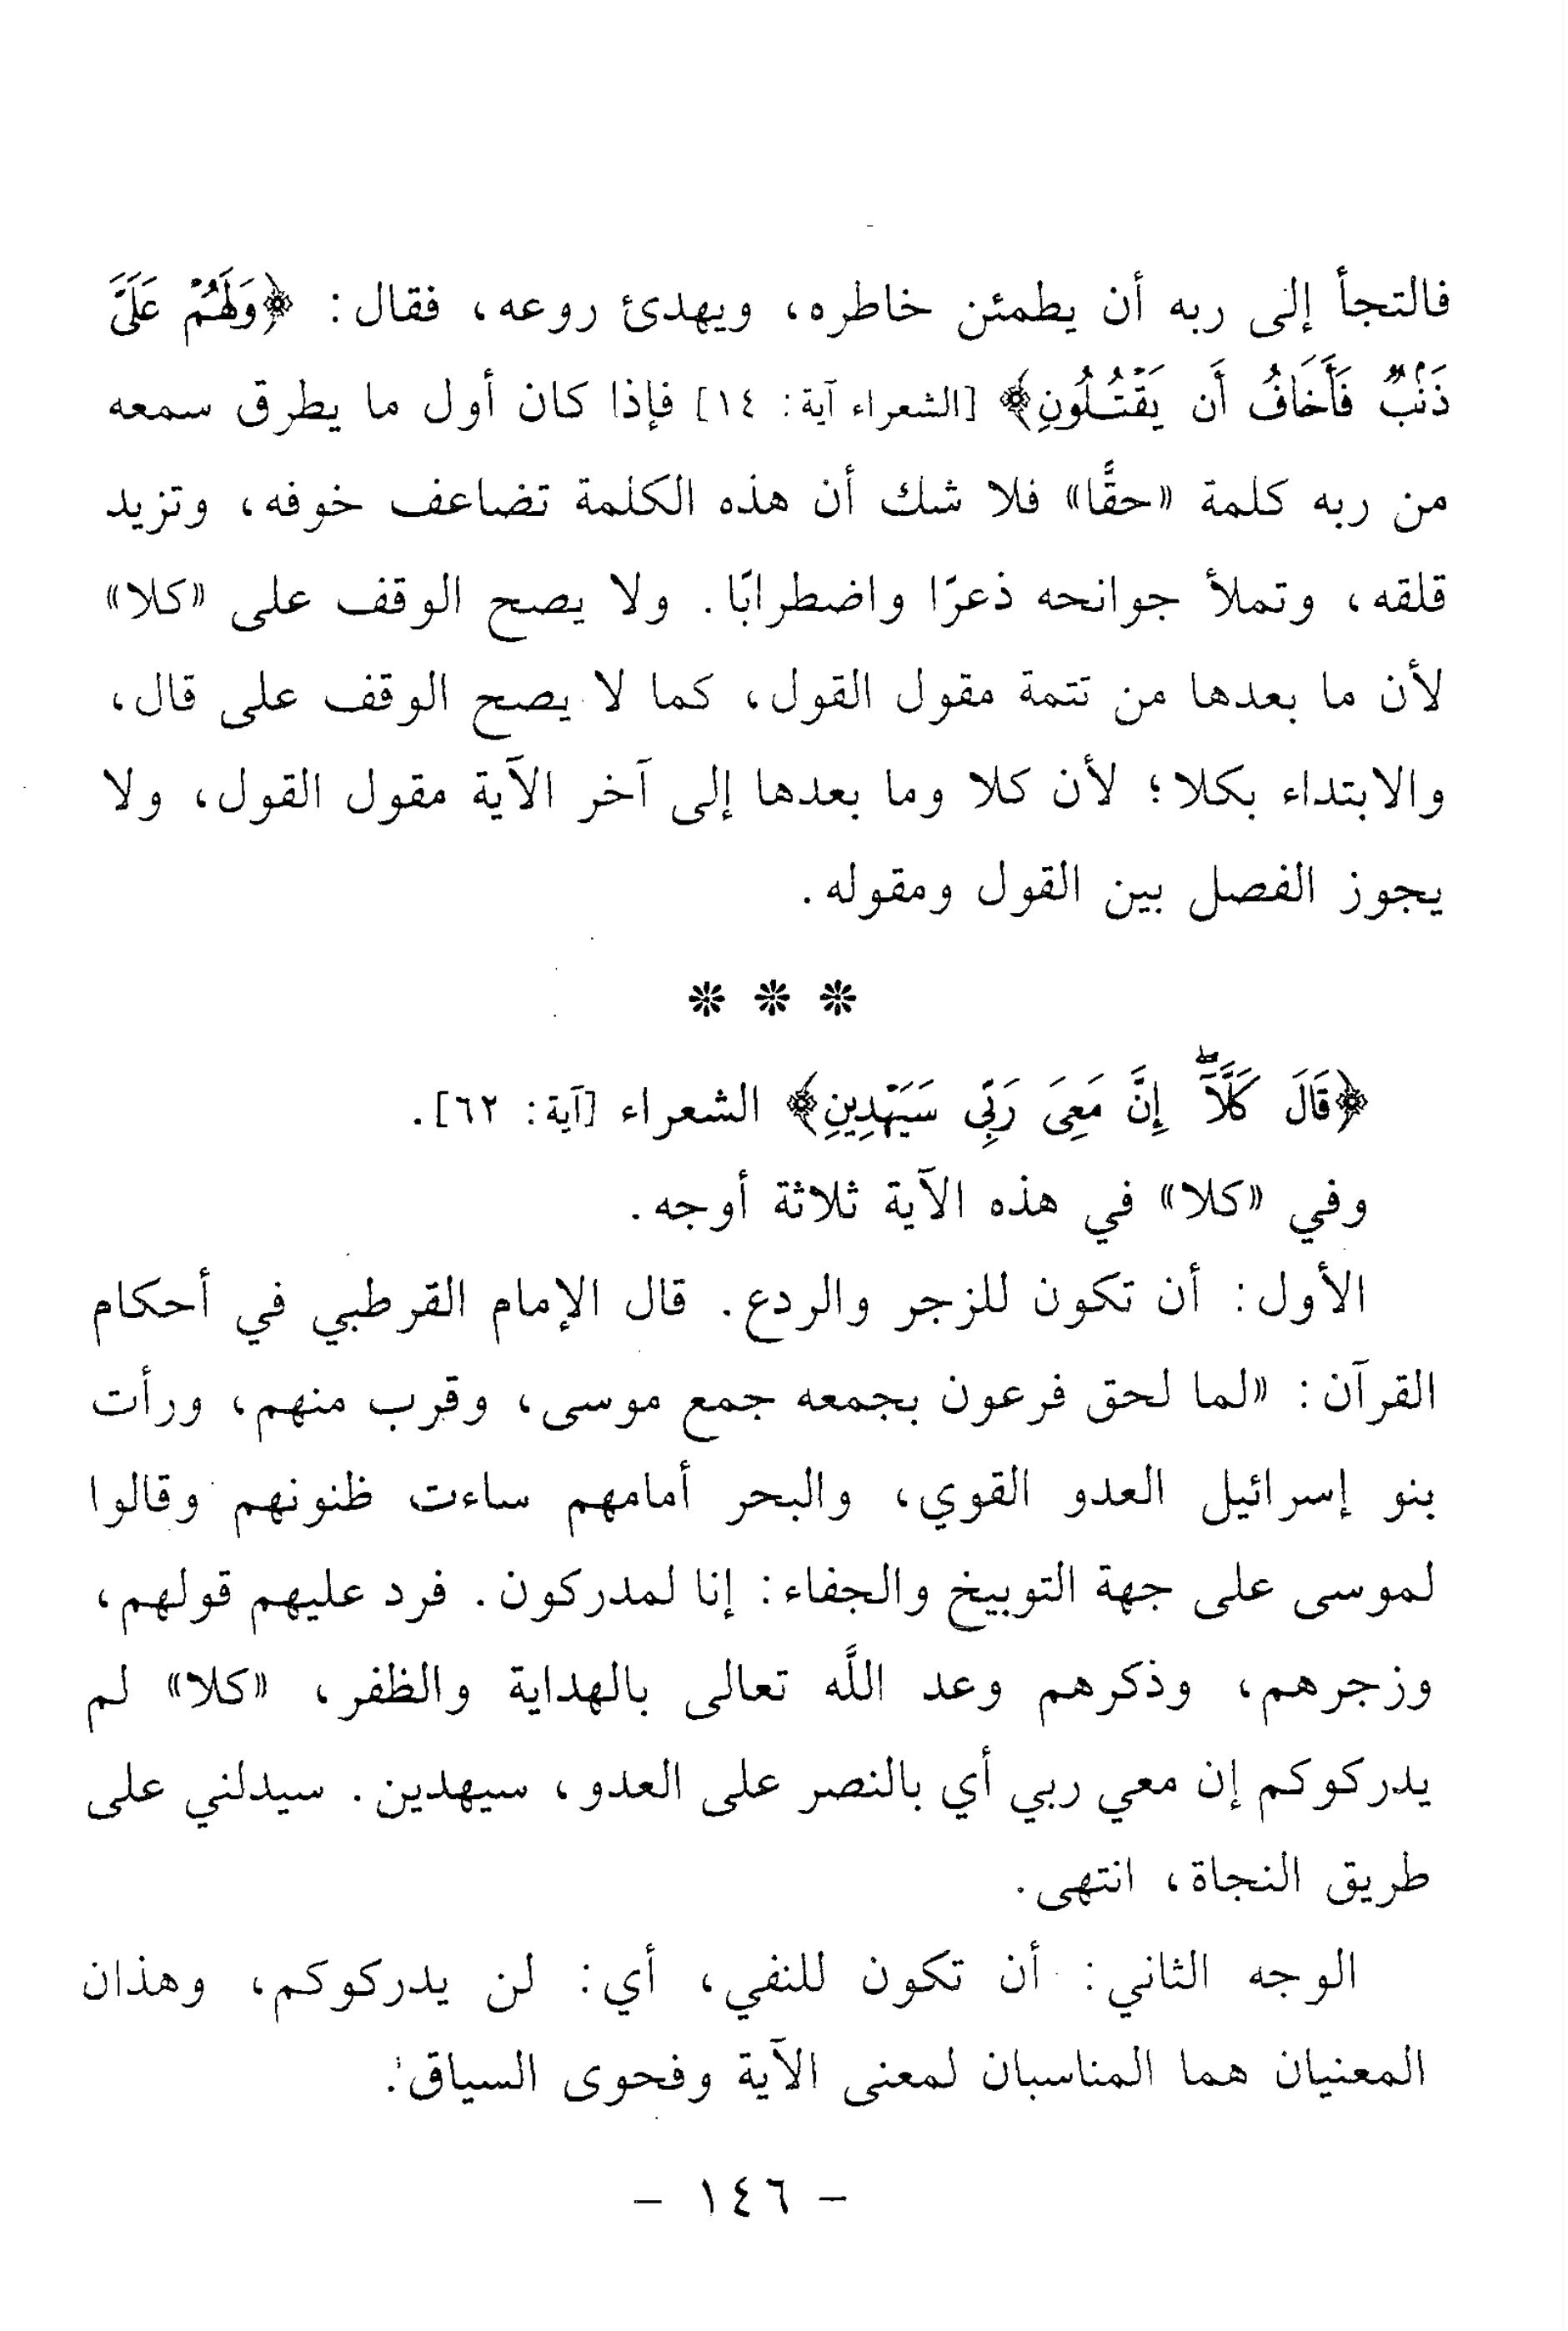 فالتجأ إلى ربه أن يطمئن خاطره، ويهدئ روعه، فقال: ﴿وَلَهُمْ عَلَىَّ
ذَنۢبٌ فَأَخَافُ أَن يَقْتُلُونِ﴾ [الشعراء آية: ١٤] فإذا كان أول ما يطرق سمعه
من ربه كلمة «حقًّا» فلا شك أن هذه الكلمة تضاعف خوفه، وتزيد
قلقه، وتملأ جوانحه ذعرًا واضطرابًا. ولا يصح الوقف على «كلا»
لأن ما بعدها من تتمة مقول القول، كما لا يصح الوقف على قال،
والابتداء بكلا؛ لأن كلا وما بعدها إلى آخر الآية مقول القول، ولا
يجوز الفصل بين القول ومقوله.
* * *
﴿قَالَ كَلَّآۖ إِنَّ مَعِىَ رَبِّى سَيَهْدِينِ﴾ الشعراء [آية: ٦٢].
وفي «كلا» في هذه الآية ثلاثة أوجه.
الأول: أن تكون للزجر والردع. قال الإمام القرطبي في أحكام
القرآن: «لما لحق فرعون بجمعه جمع موسى، وقرب منهم، ورأت
بنو إسرائيل العدو القوي، والبحر أمامهم ساءت ظنونهم وقالوا
لموسى على جهة التوبيخ والجفاء: إنا لمدركون. فرد عليهم قولهم،
وزجرهم، وذكرهم وعد اللَّه تعالى بالهداية والظفر، «كلا» لم
يدركوكم إن معي ربي أي بالنصر على العدو، سيهدين. سيدلني على
طريق النجاة، انتهى.
الوجه الثاني: أن تكون للنفي، أي: لن يدركوكم، وهذان
المعنيان هما المناسبان لمعنى الآية وفحوى السياق.
– ١٤٦ –